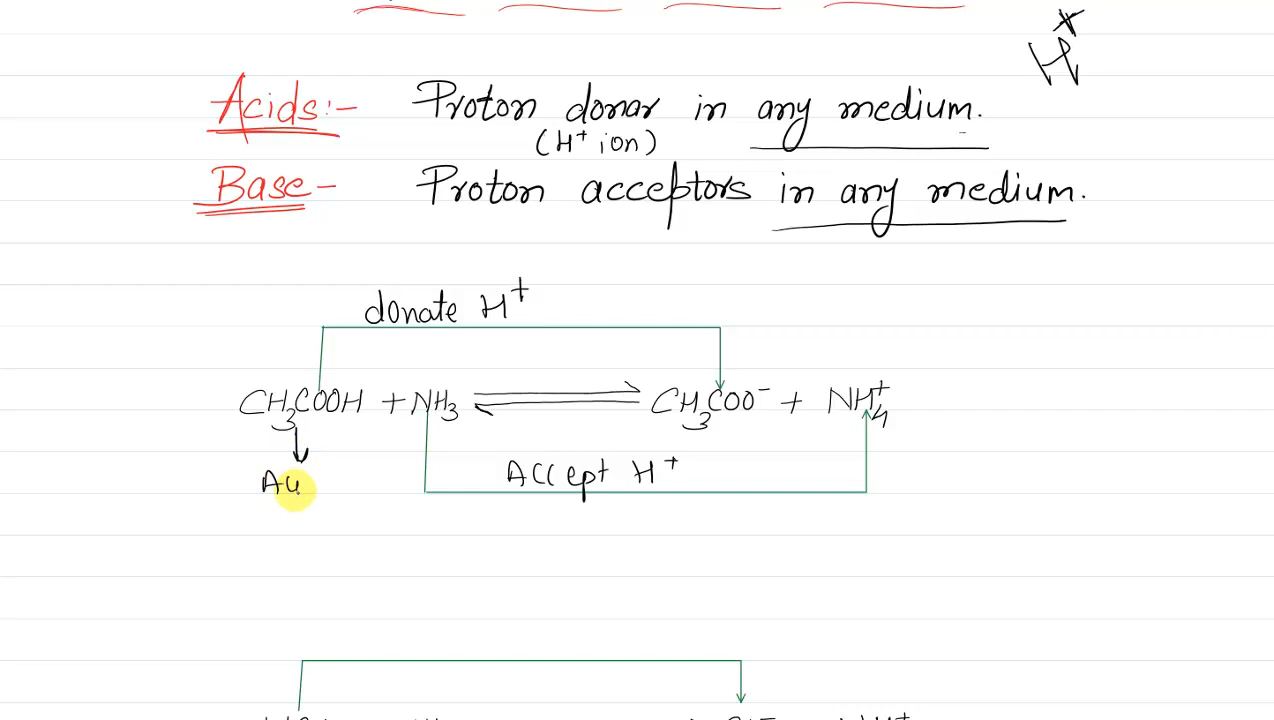 H+
Acids:- Proton donar in any medium.
(H+ ion)
Base- Proton acceptors in any medium.
donate H+
CH3COOH + NH3 ⇌ CH3COO- + NH4+
Accept H+